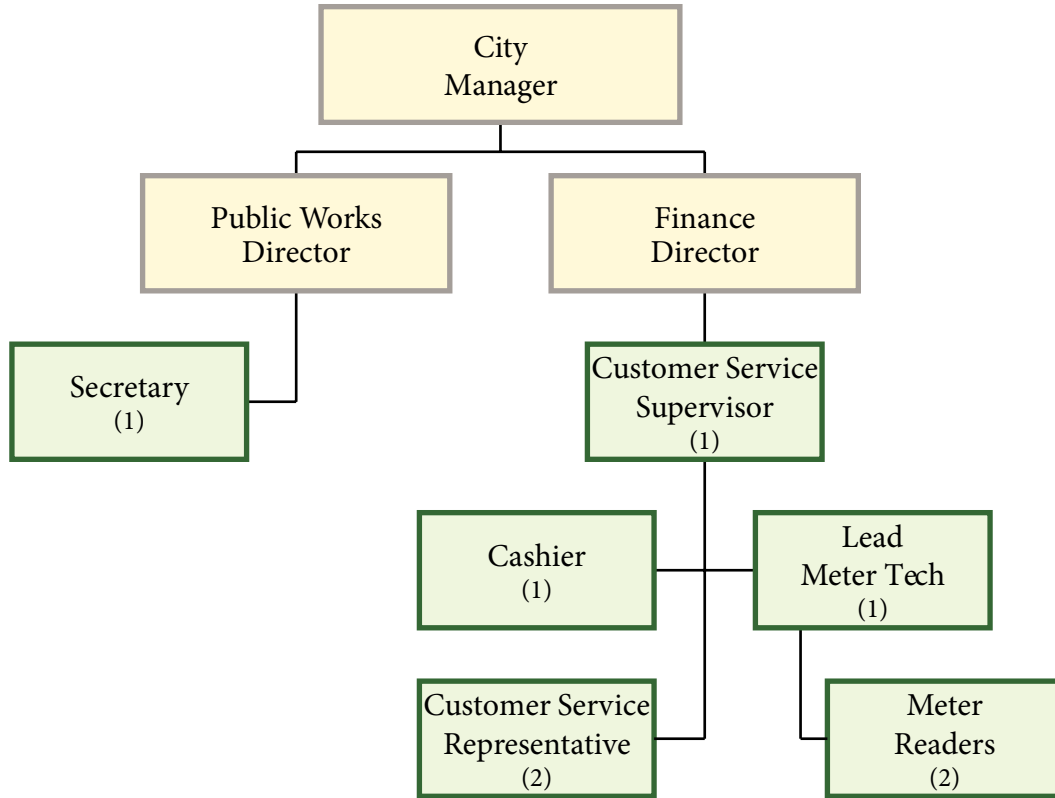 City
Manager
Public Works
Director
Finance
Director
Secretary
(1)
Customer Service
Supervisor
(1)
Cashier
(1)
Lead
Meter Tech
(1)
Customer Service
Representative
(2)
Meter
Readers
(2)